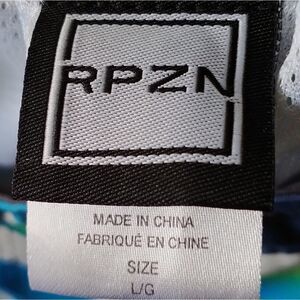 RPZN
MADE IN CHINA
FABRIQUÉ EN CHINE
SIZE
L/G